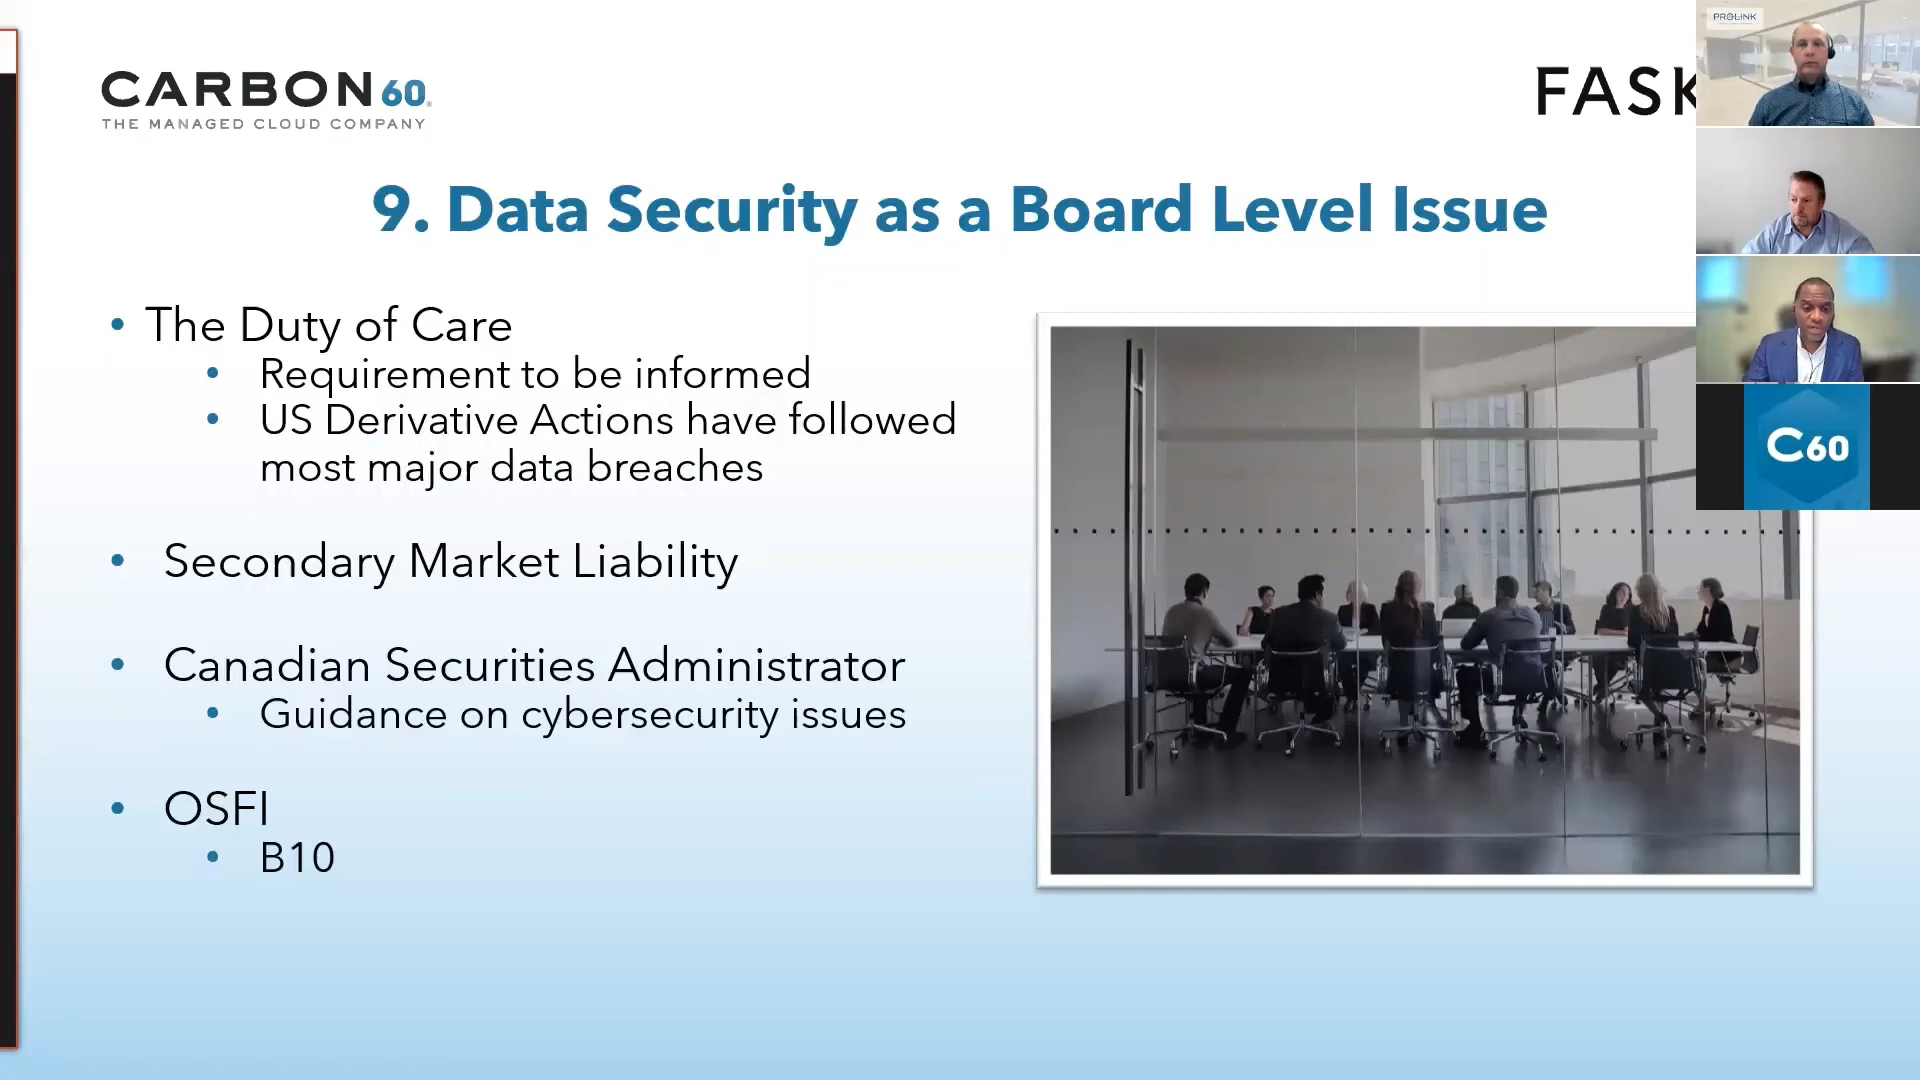 CARBON60
THE MANAGED CLOUD COMPANY
FASK
PROLINK
9. Data Security as a Board Level Issue
• The Duty of Care
• Requirement to be informed
• US Derivative Actions have followed
most major data breaches
C60
• Secondary Market Liability
• Canadian Securities Administrator
• Guidance on cybersecurity issues
• OSFI
• B10